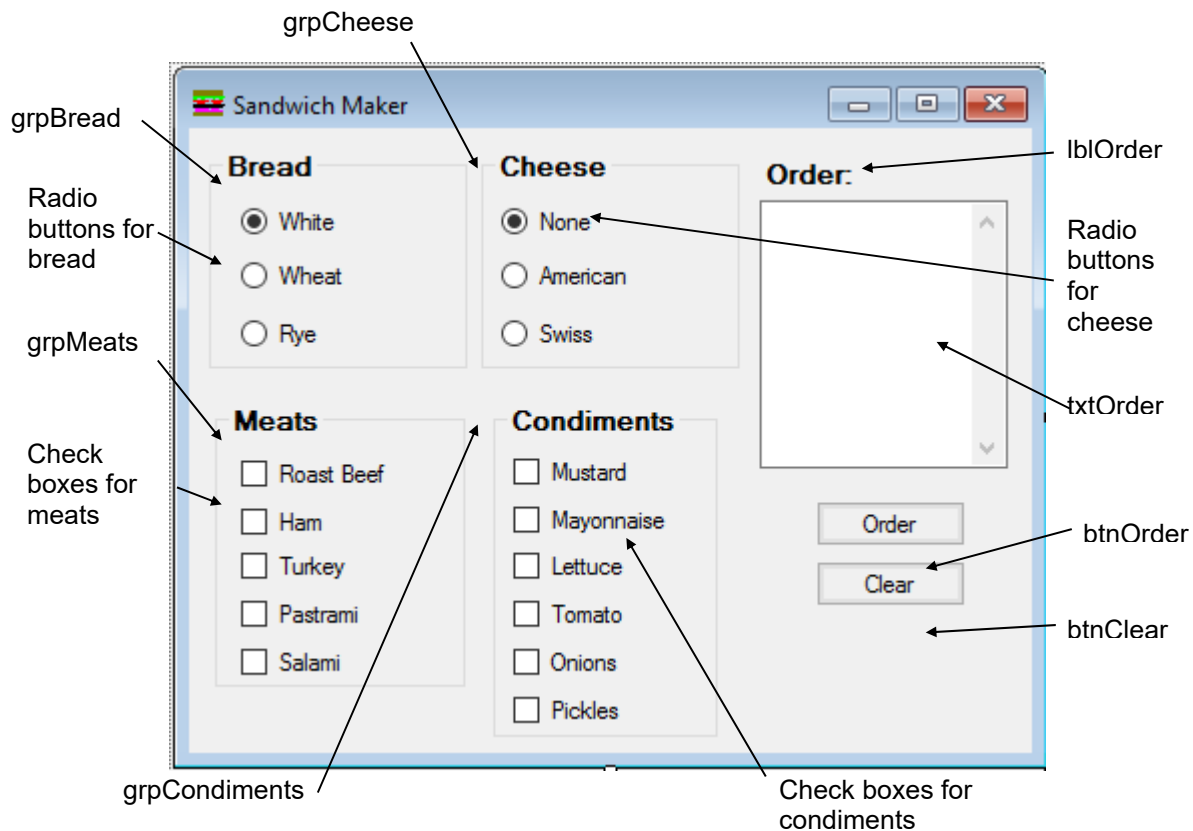 grpCheese
Sandwich Maker
grpBread
Radio
buttons for
bread
grpMeats
Check
boxes for
meats
Bread
White
Wheat
Rye
Cheese
None
American
Swiss
Order:
lblOrder
Radio
buttons
for
cheese
txtOrder
Meats
Roast Beef
Ham
Turkey
Pastrami
Salami
Condiments
Mustard
Mayonnaise
Lettuce
Tomato
Onions
Pickles
Order
Clear
btnOrder
btnClear
grpCondiments
Check boxes for
condiments